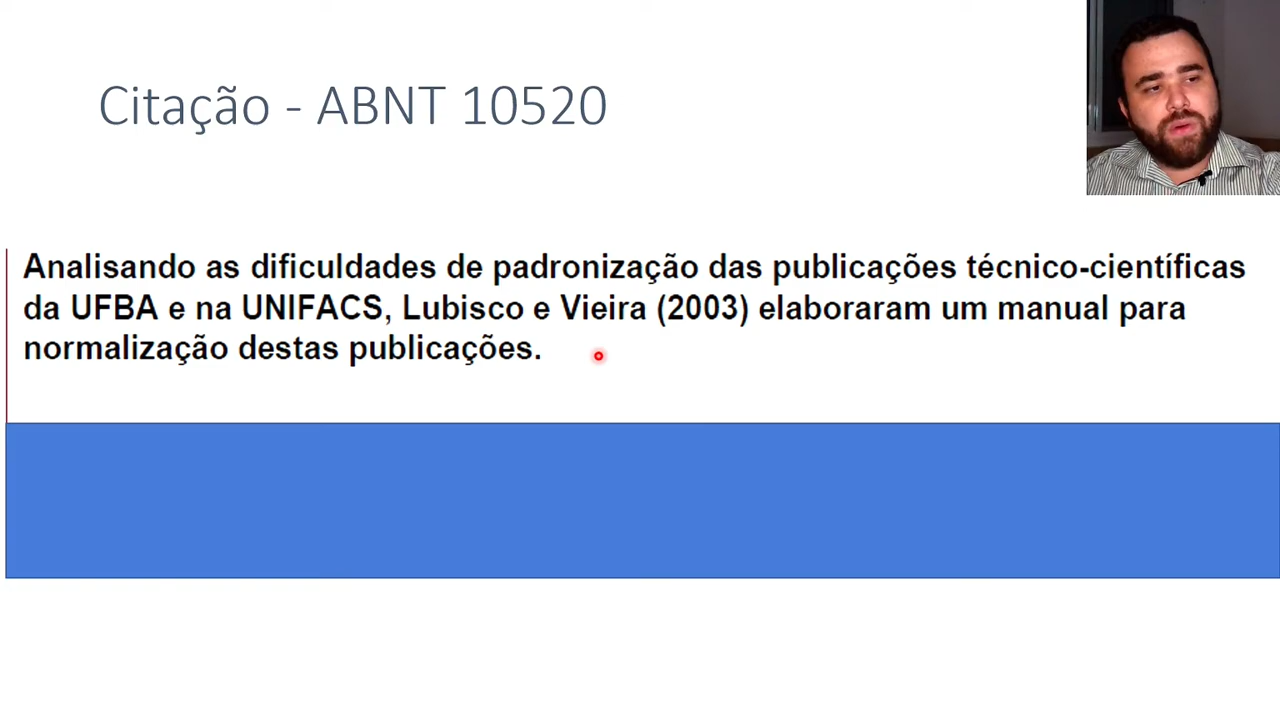 Citação - ABNT 10520
Analisando as dificuldades de padronização das publicações técnico-científicas
da UFBA e na UNIFACS, Lubisco e Vieira (2003) elaboraram um manual para
normalização destas publicações.